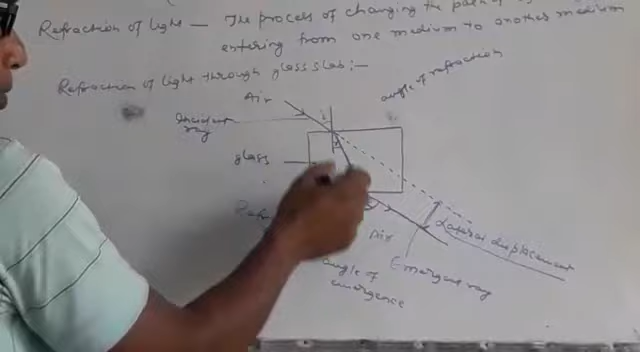 Refraction of light — The process of changing the path of
entering from one medium to another medium
Refraction of light through glass slab:—
angle of refraction
Air
Incident
ray
i
r
glass
Air
Lateral displacement
Emergent ray
angle of
emergence